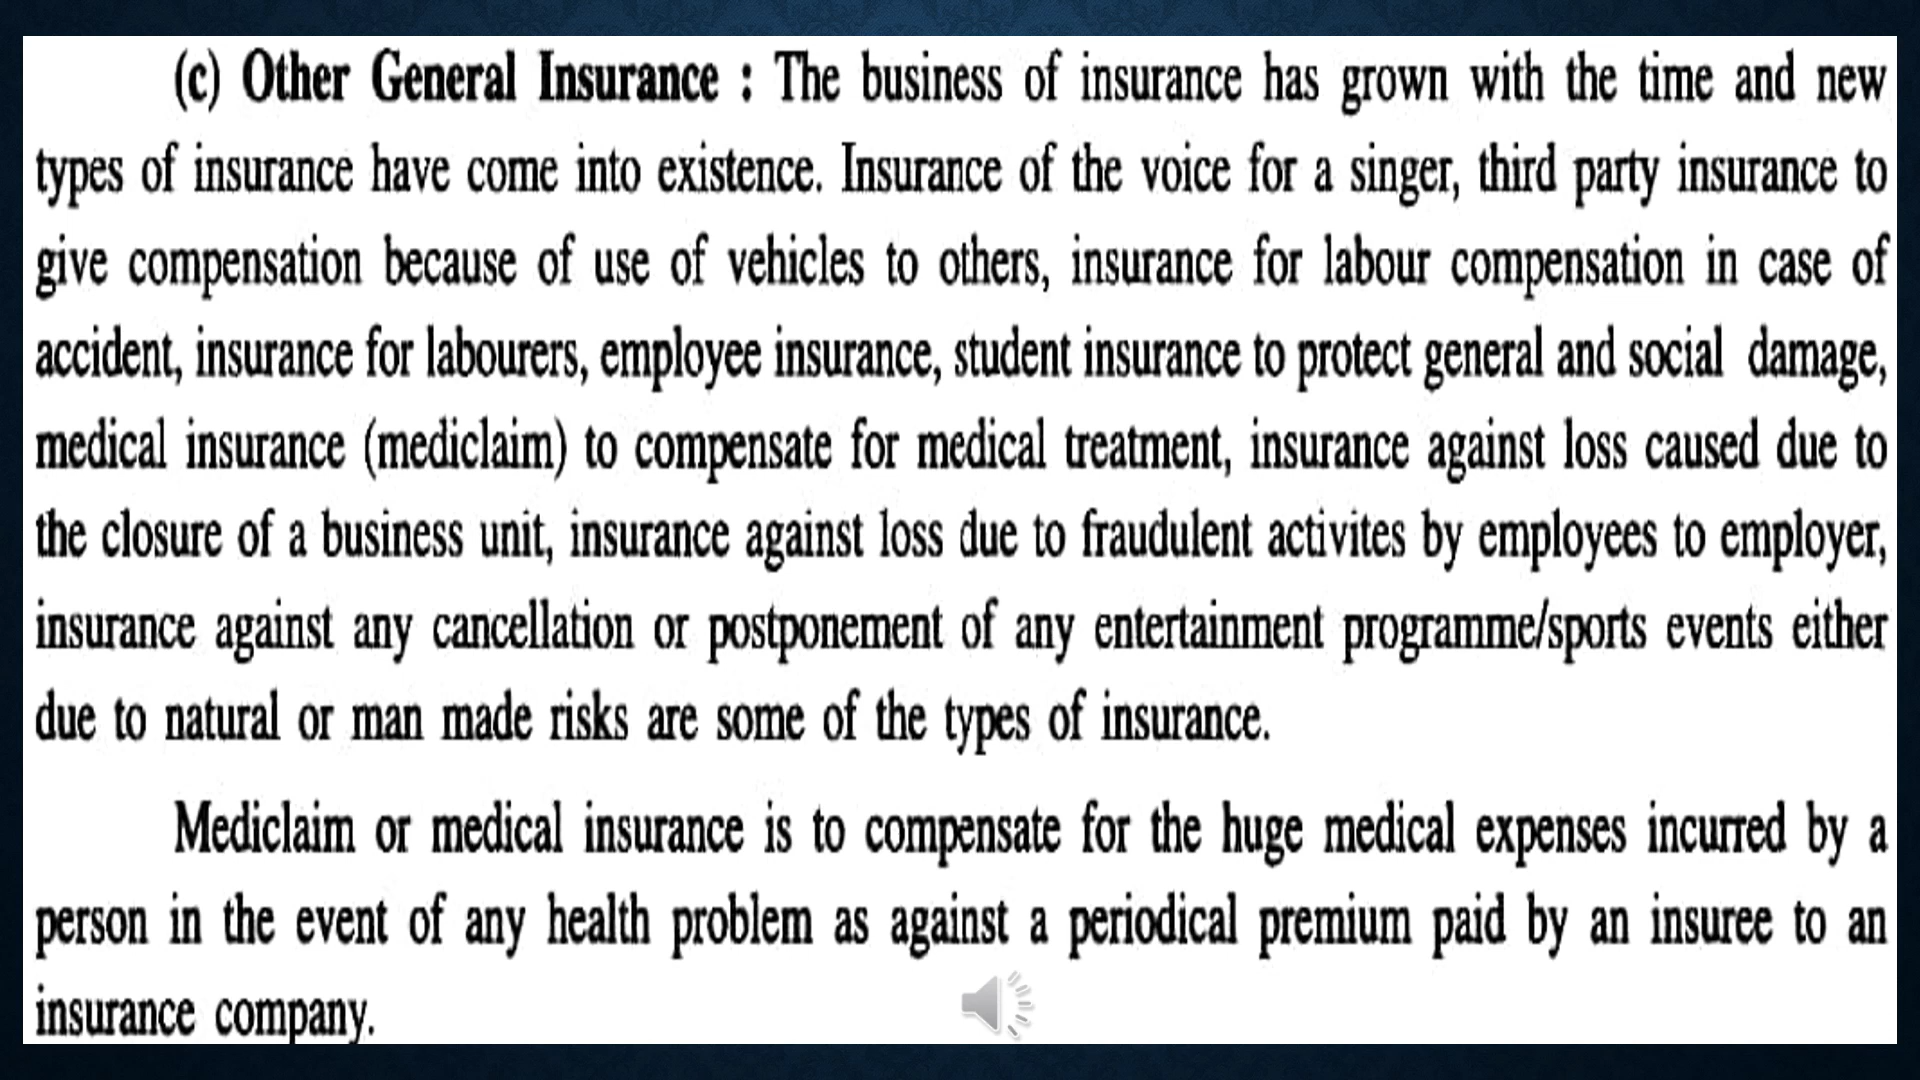 (c) Other General Insurance : The business of insurance has grown with the time and new
types of insurance have come into existence. Insurance of the voice for a singer, third party insurance to
give compensation because of use of vehicles to others, insurance for labour compensation in case of
accident, insurance for labourers, employee insurance, student insurance to protect general and social damage,
medical insurance (mediclaim) to compensate for medical treatment, insurance against loss caused due to
the closure of a business unit, insurance against loss due to fraudulent activites by employees to employer,
insurance against any cancellation or postponement of any entertainment programme/sports events either
due to natural or man made risks are some of the types of insurance.
Mediclaim or medical insurance is to compensate for the huge medical expenses incurred by a
person in the event of any health problem as against a periodical premium paid by an insuree to an
insurance company.